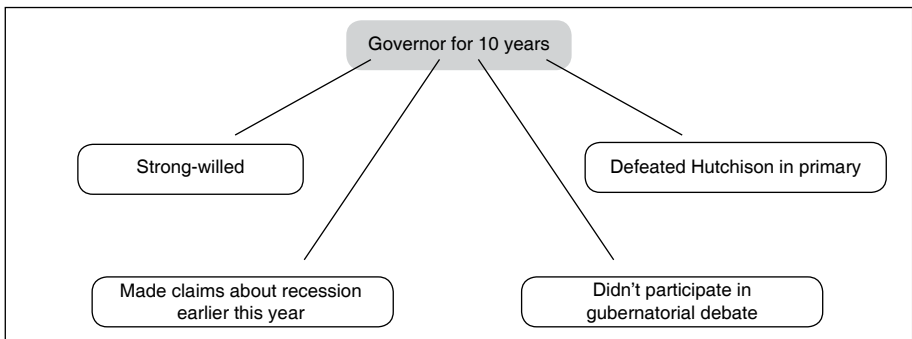 Governor for 10 years
Strong-willed
Defeated Hutchison in primary
Made claims about recession
earlier this year
Didn’t participate in
gubernatorial debate